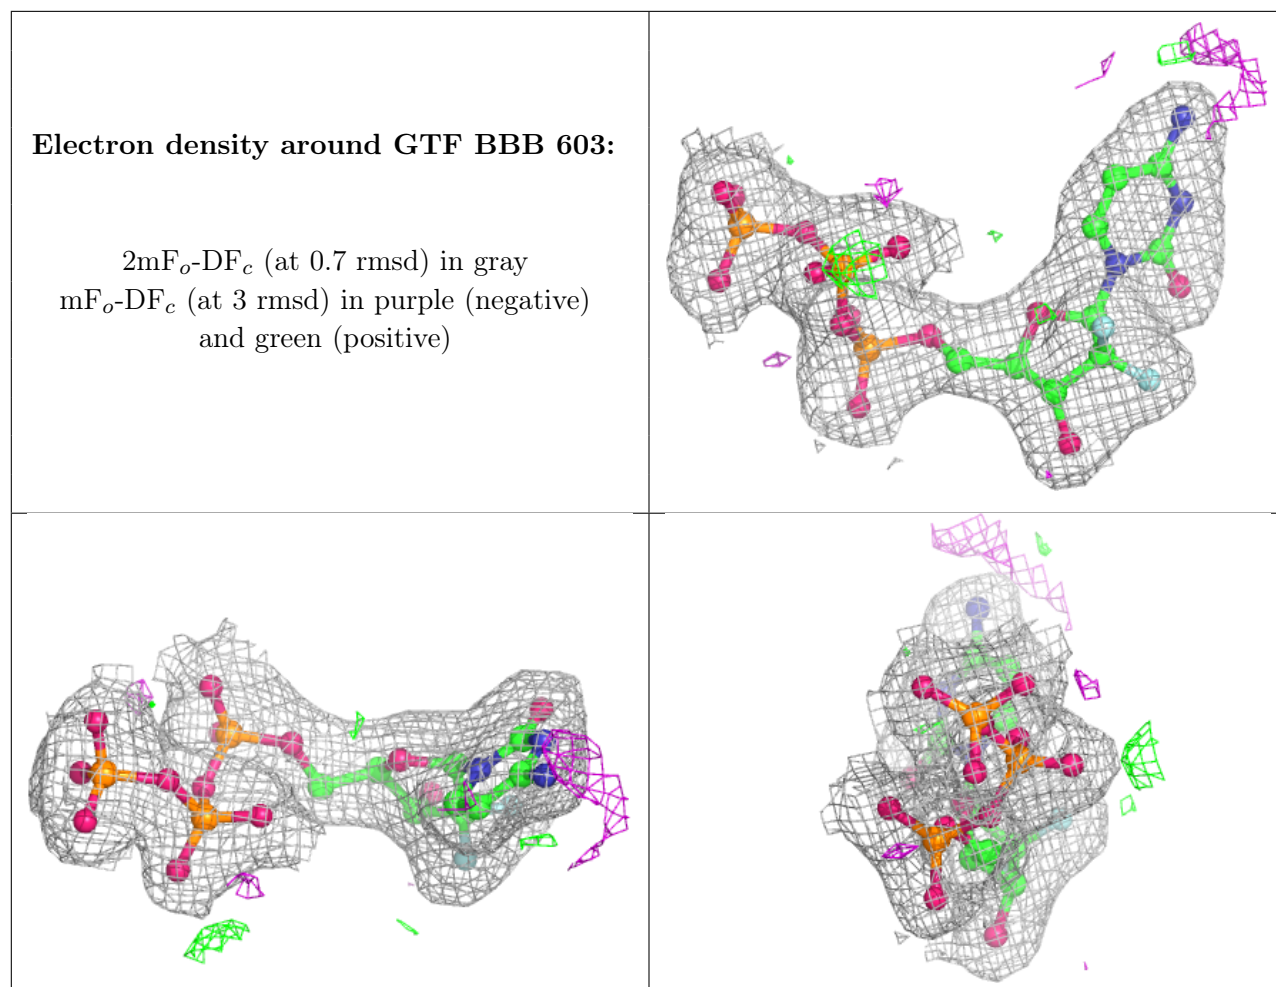 Electron density around GTF BBB 603:
2mFo-DFc (at 0.7 rmsd) in gray
mFo-DFc (at 3 rmsd) in purple (negative)
and green (positive)